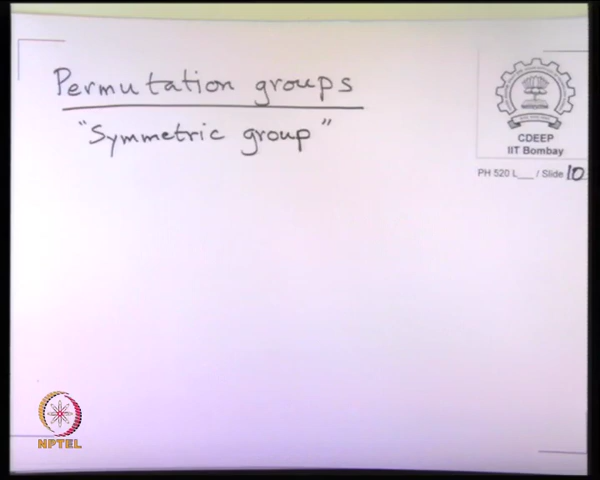 Permutation groups
"Symmetric group"
CDEEP
IIT Bombay
PH 520 L___ / Slide 10
NPTEL